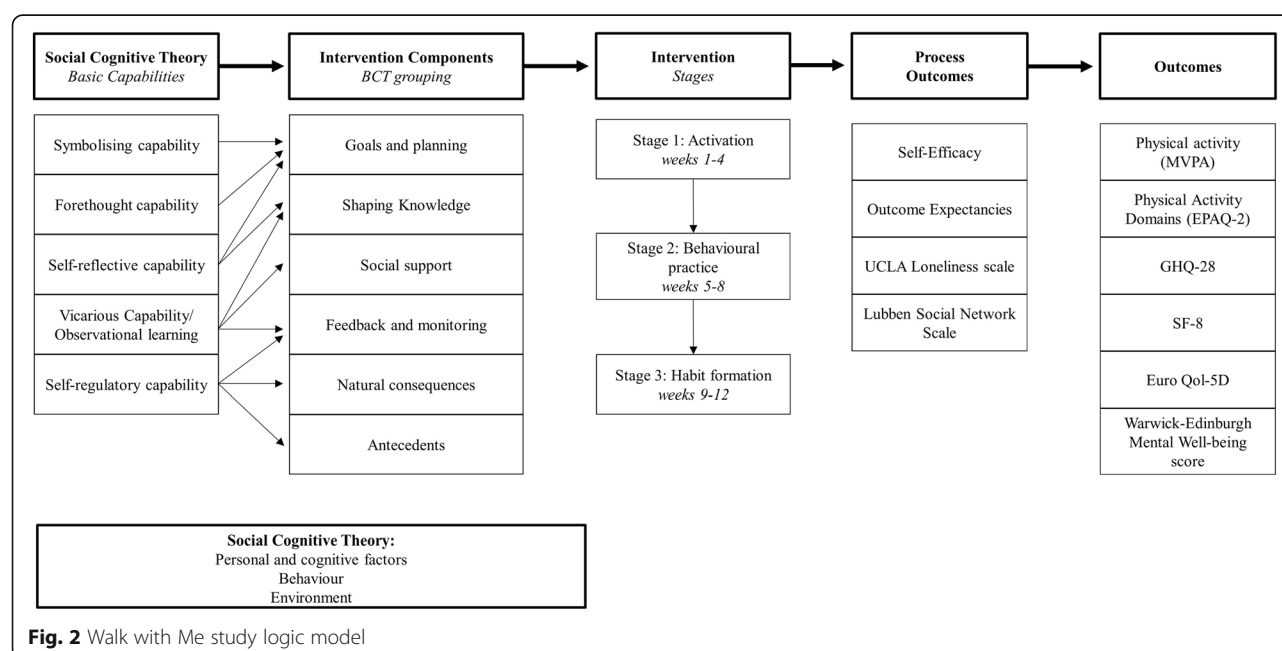 Social Cognitive Theory
Basic Capabilities
Symbolising capability
Forethought capability
Self-reflective capability
Vicarious Capability/
Observational learning
Self-regulatory capability
Intervention Components
BCT grouping
Goals and planning
Shaping Knowledge
Social support
Feedback and monitoring
Natural consequences
Antecedents
Intervention
Stages
Stage 1: Activation
weeks 1-4
Stage 2: Behavioural
practice
weeks 5-8
Stage 3: Habit formation
weeks 9-12
Process
Outcomes
Self-Efficacy
Outcome Expectancies
UCLA Loneliness scale
Lubben Social Network
Scale
Outcomes
Physical activity
(MVPA)
Physical Activity
Domains (EPAQ-2)
GHQ-28
SF-8
Euro Qol-5D
Warwick-Edinburgh
Mental Well-being
score
Social Cognitive Theory:
Personal and cognitive factors
Behaviour
Environment
Fig. 2 Walk with Me study logic model